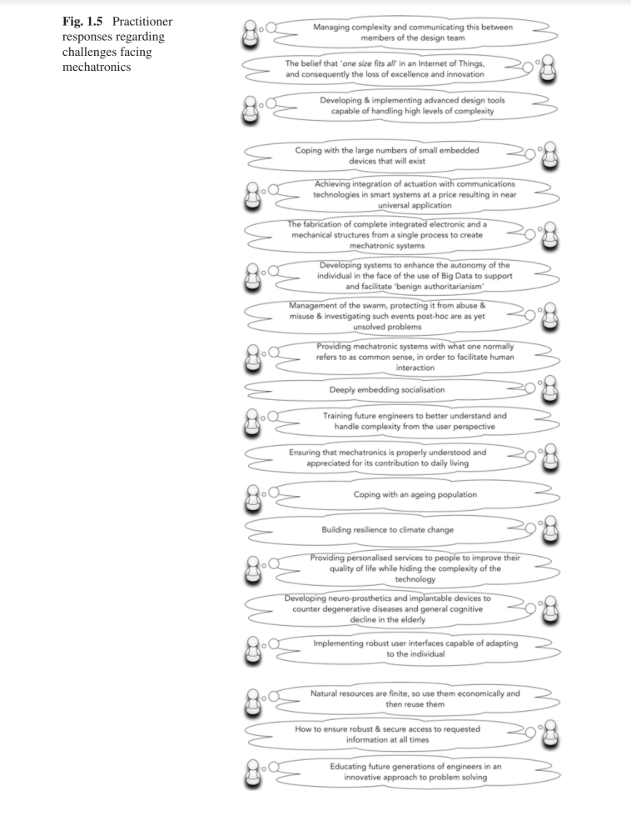 Fig. 1.5 Practitioner
responses regarding
challenges facing
mechatronics
Managing complexity and communicating this between
members of the design team
The belief that 'one size fits all' in an Internet of Things,
and consequently the loss of excellence and innovation
Developing & implementing advanced design tools
capable of handling high levels of complexity
Coping with the large numbers of small embedded
devices that will exist
Achieving integration of actuation with communications
technologies in smart systems at a price resulting in near
universal application
The fabrication of complete integrated electronic and a
mechanical structures from a single process to create
mechatronic systems
Developing systems to enhance the autonomy of the
individual in the face of the use of Big Data to support
and facilitate 'benign authoritarianism'
Management of the swarm, protecting it from abuse &
misuse & investigating such events post-hoc are as yet
unsolved problems
Providing mechatronic systems with what one normally
refers to as common sense, in order to facilitate human
interaction
Deeply embedding socialisation
Training future engineers to better understand and
handle complexity from the user perspective
Ensuring that mechatronics is properly understood and
appreciated for its contribution to daily living
Coping with an ageing population
Building resilience to climate change
Providing personalised services to people to improve their
quality of life while hiding the complexity of the
technology
Developing neuro-prosthetics and implantable devices to
counter degenerative diseases and general cognitive
decline in the elderly
Implementing robust user interfaces capable of adapting
to the individual
Natural resources are finite, so use them economically and
then reuse them
How to ensure robust & secure access to requested
information at all times
Educating future generations of engineers in an
innovative approach to problem solving